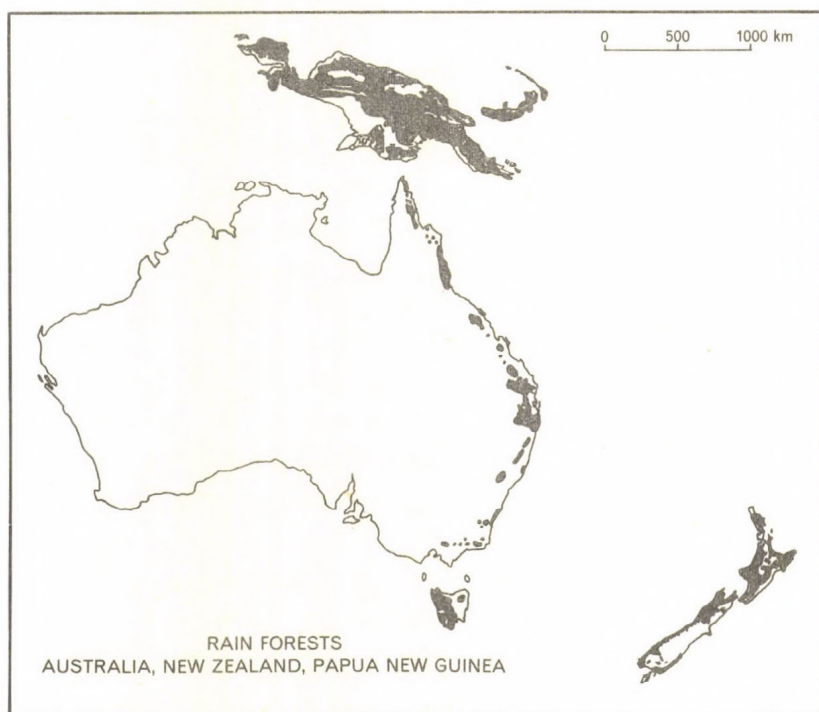 0 500 1000 km
RAIN FORESTS
AUSTRALIA, NEW ZEALAND, PAPUA NEW GUINEA